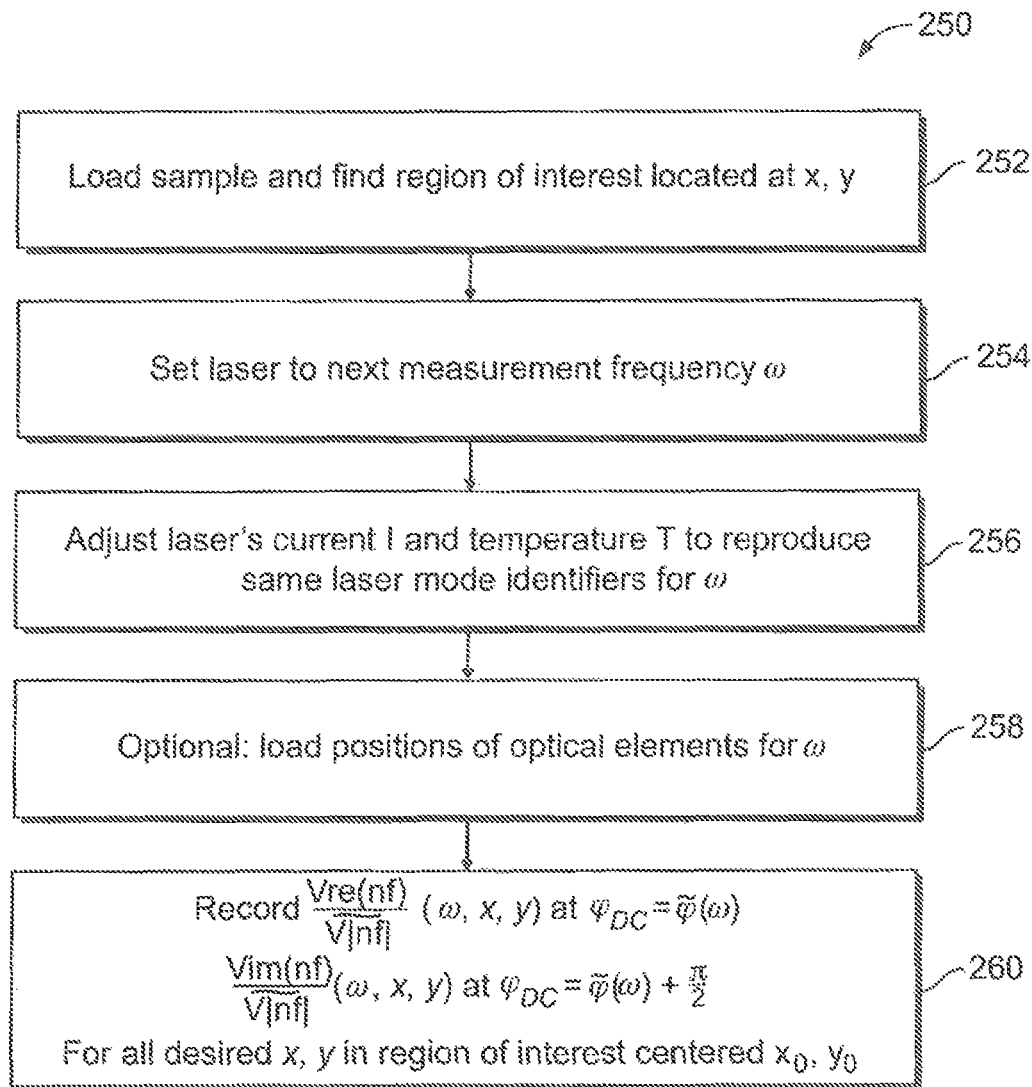 250
Load sample and find region of interest located at x, y
252
Set laser to next measurement frequency ω
254
Adjust laser's current I and temperature T to reproduce
same laser mode identifiers for ω
256
Optional: load positions of optical elements for ω
258
Record Vre(nf)/V|nf| (ω, x, y) at φDC = φ̃(ω)
Vim(nf)/V|nf| (ω, x, y) at φDC = φ̃(ω) + π/2
For all desired x, y in region of interest centered x₀, y₀
260